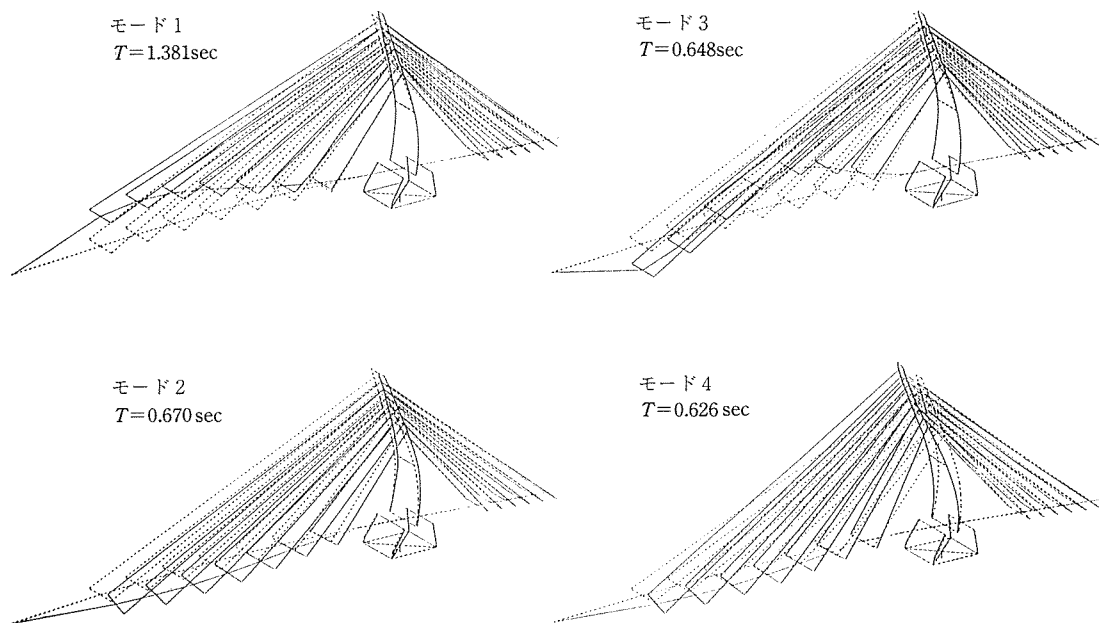 モード1
T=1.381sec
モード3
T=0.648sec
モード2
T=0.670 sec
モード4
T=0.626 sec